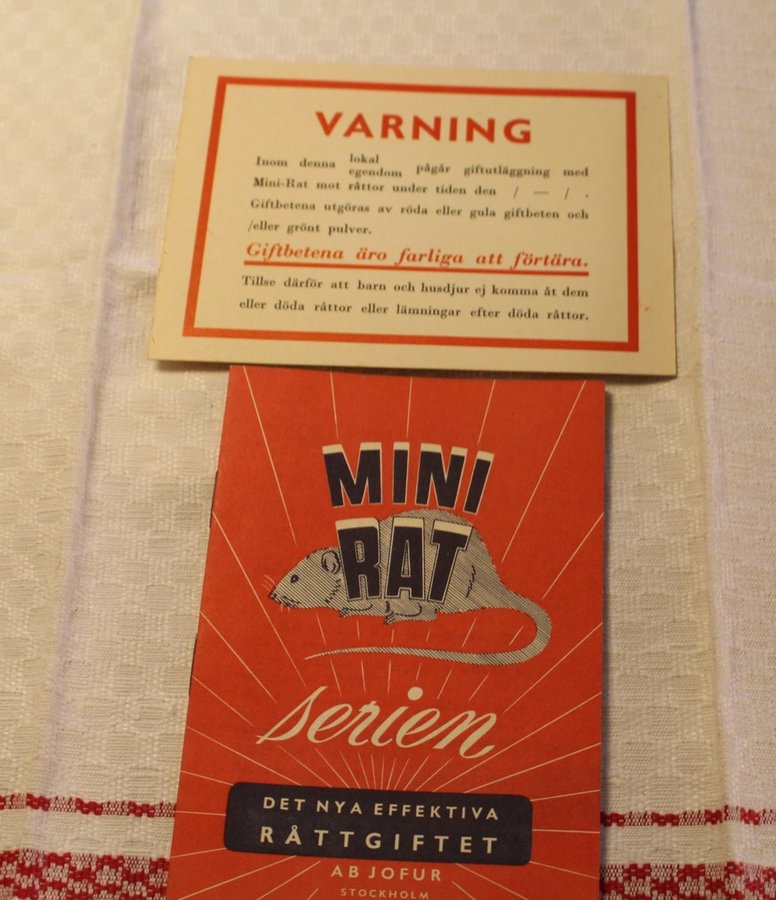 VARNING
Inom denna lokal egendom pågår giftutläggning med
Mini-Rat mot råttor under tiden den / — / .
Giftbetena utgöras av röda eller gula giftbeten och
/eller grönt pulver.
Giftbetena äro farliga att förtära.
Tillse därför att barn och husdjur ej komma åt dem
eller döda råttor eller lämningar efter döda råttor.
MINI
RAT
serien
DET NYA EFFEKTIVA
RÅTTGIFTET
AB JOFUR
STOCKHOLM